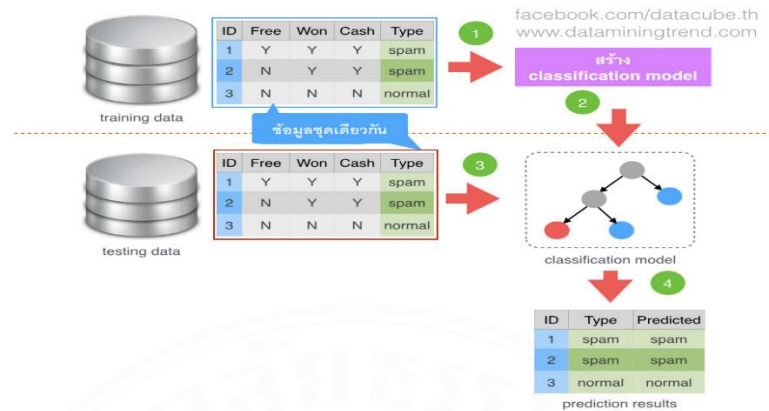 facebook.com/datacube.th
www.dataminingtrend.com
ID Free Won Cash Type
1 Y Y Y spam
2 N Y Y spam
3 N N N normal
training data
1
สร้าง
classification model
2
ข้อมูลชุดเดียวกัน
ID Free Won Cash Type
1 Y Y Y spam
2 N Y Y spam
3 N N N normal
testing data
3
classification model
4
ID Type Predicted
1 spam spam
2 spam spam
3 normal normal
prediction results